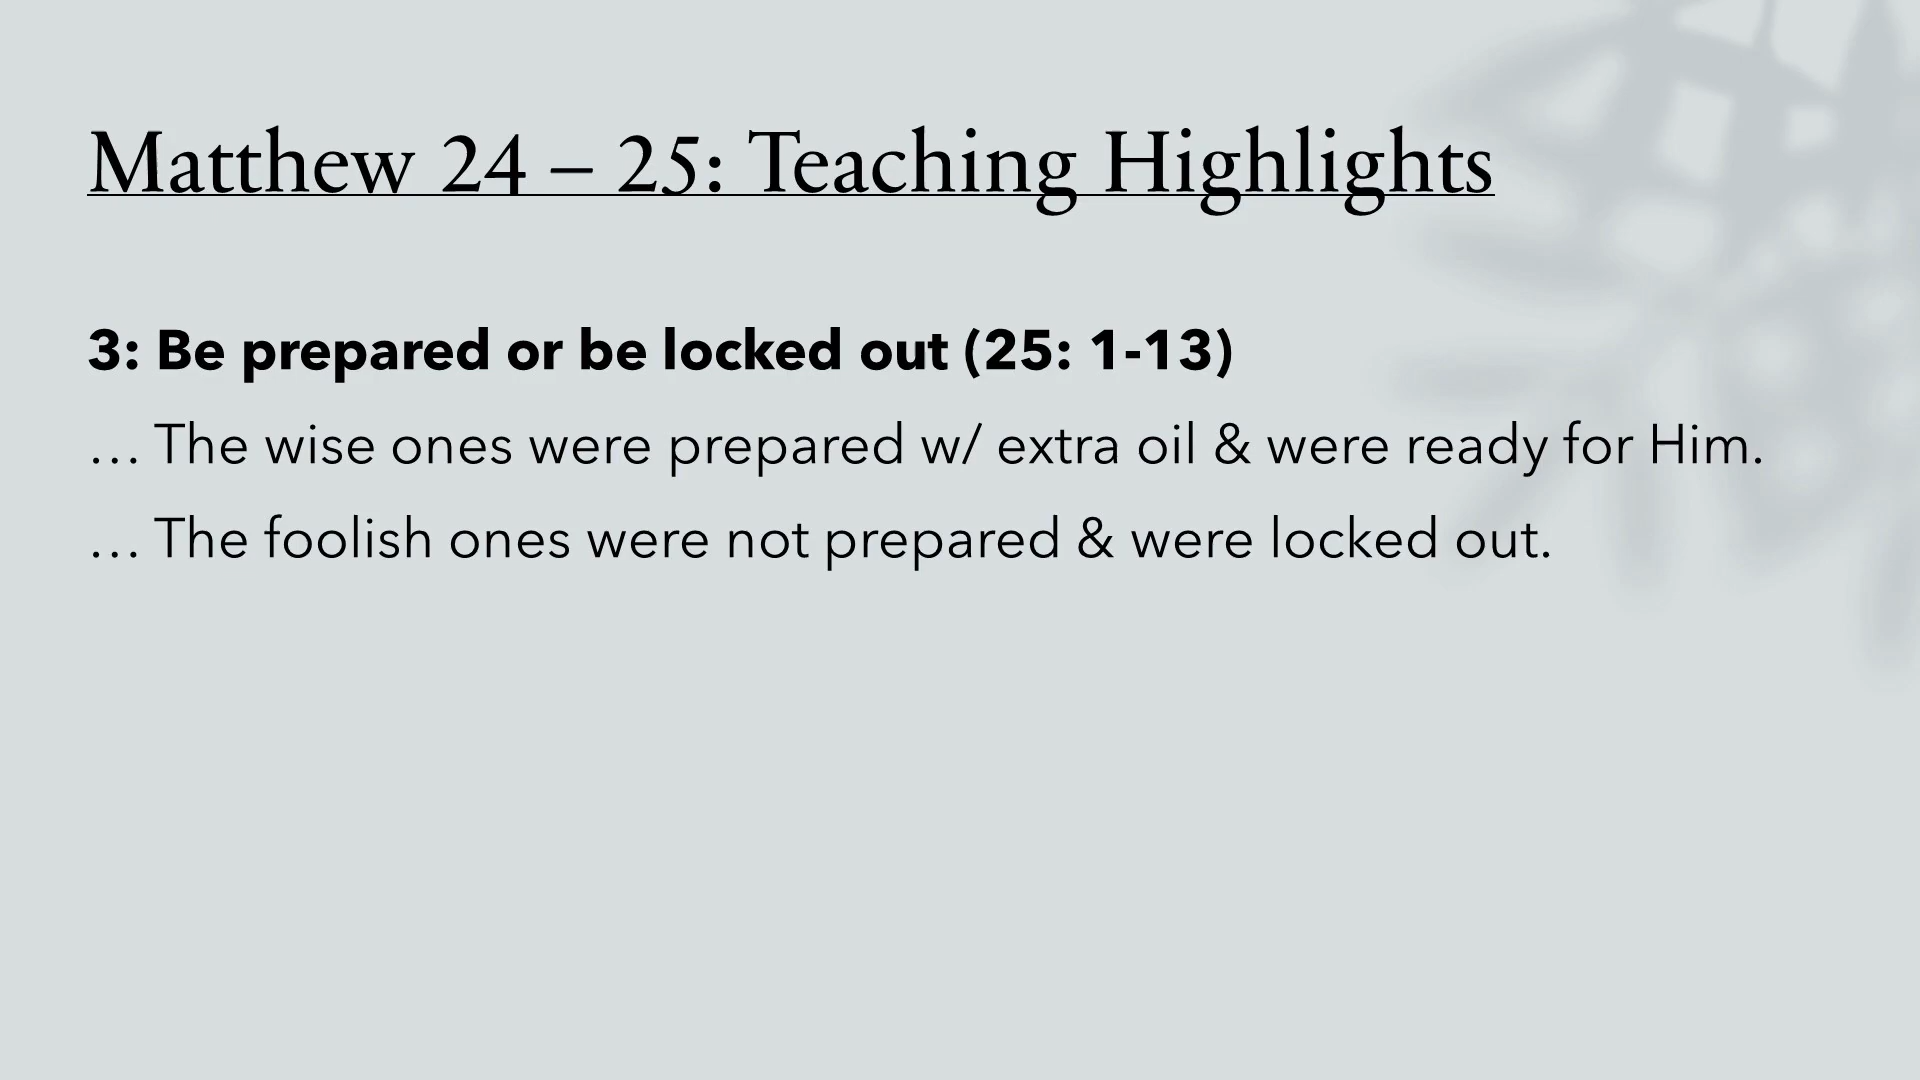 Matthew 24 – 25: Teaching Highlights
3: Be prepared or be locked out (25: 1-13)
… The wise ones were prepared w/ extra oil & were ready for Him.
… The foolish ones were not prepared & were locked out.